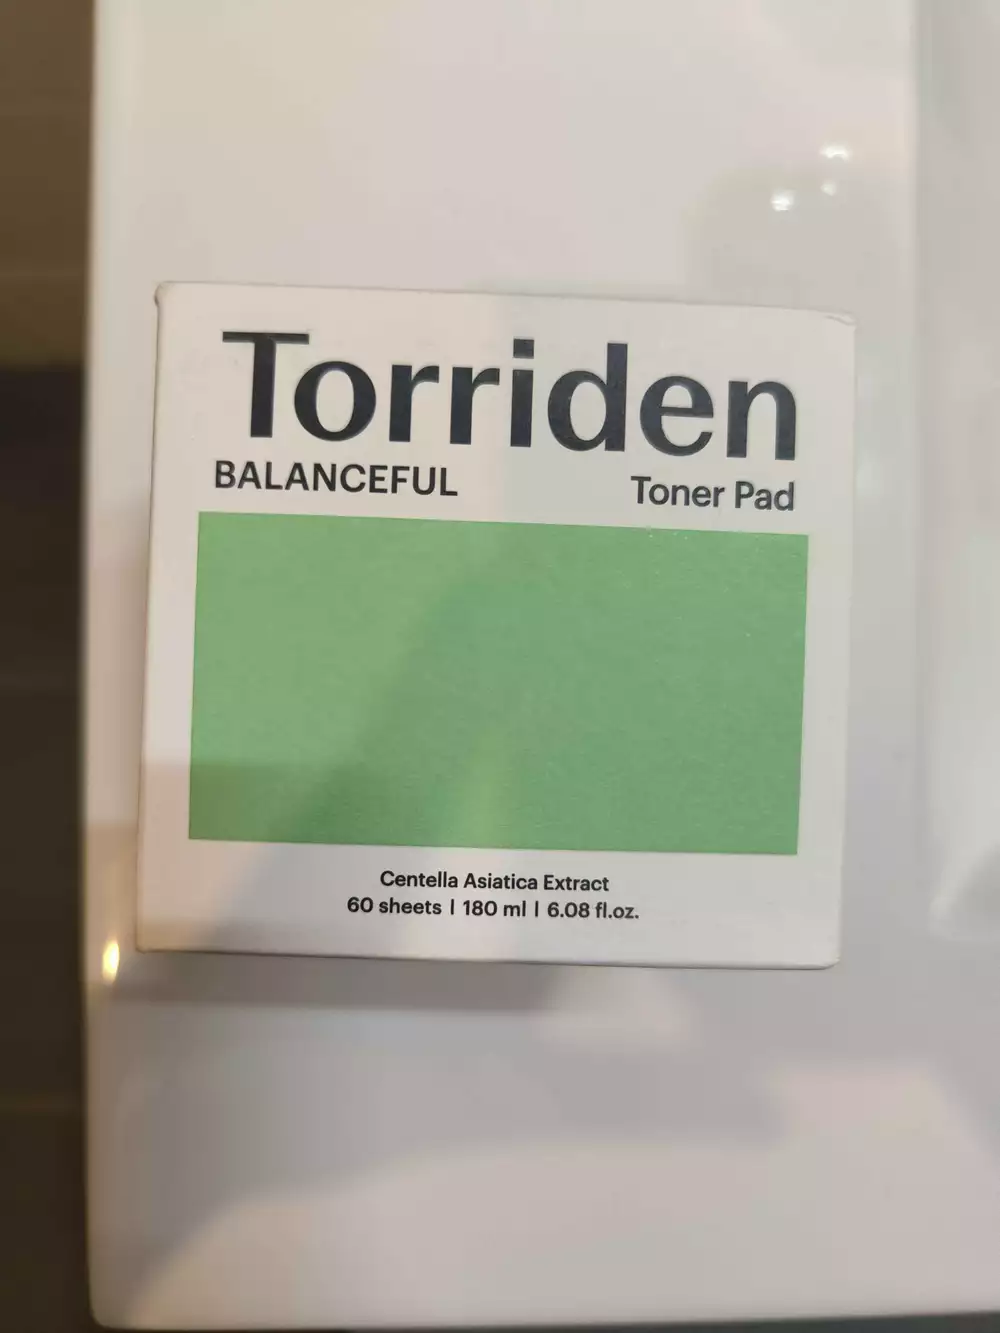 Torriden
BALANCEFUL Toner Pad
Centella Asiatica Extract
60 sheets | 180 ml | 6.08 fl.oz.